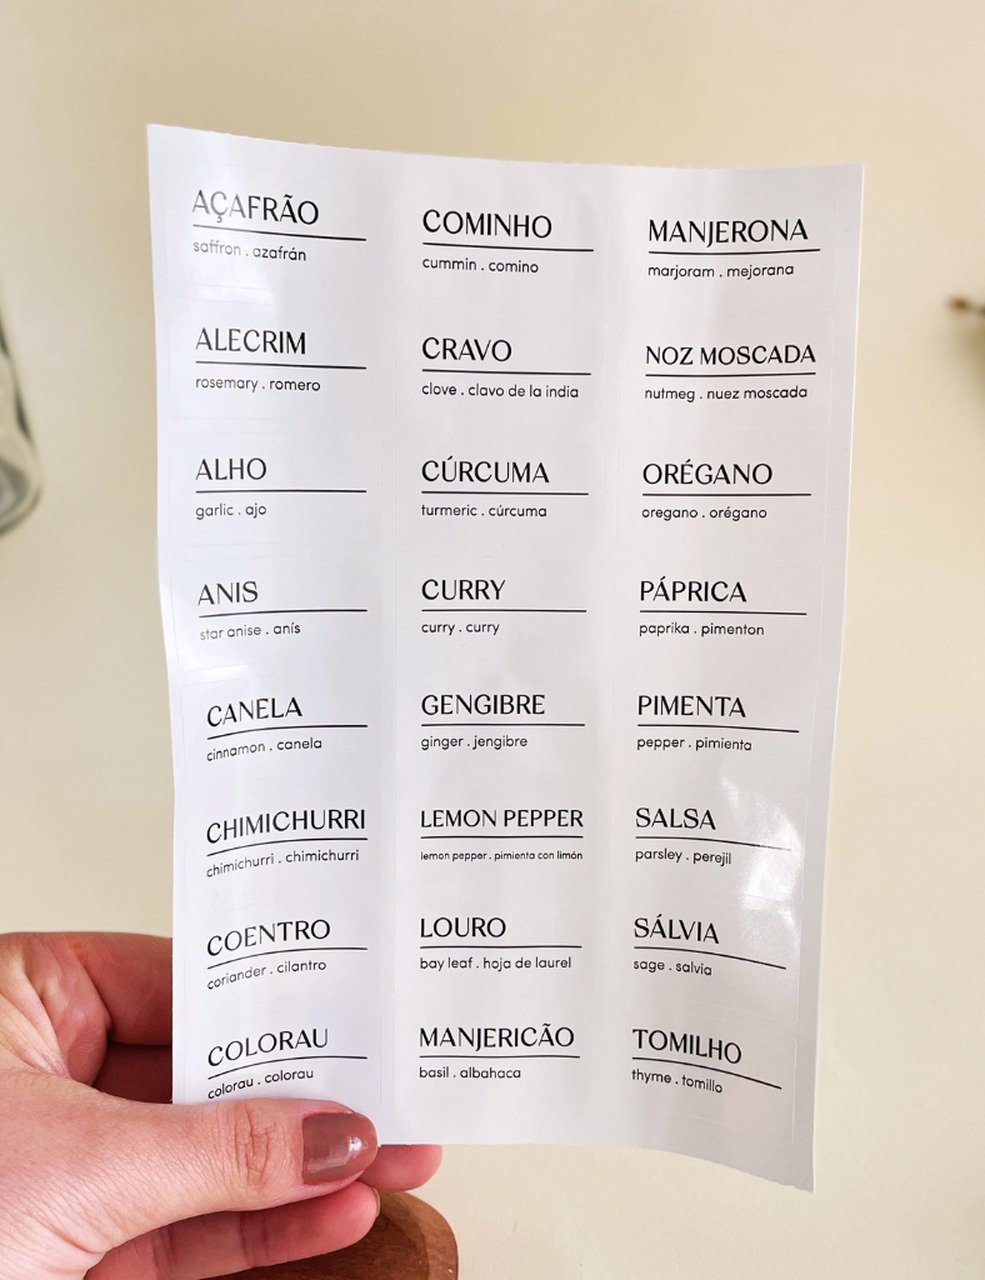 AÇAFRÃO
saffron . azafrán
ALECRIM
rosemary . romero
ALHO
garlic . ajo
ANIS
star anise . anís
CANELA
cinnamon . canela
CHIMICHURRI
chimichurri . chimichurri
COENTRO
coriander . cilantro
COLORAU
colorau . colorau
COMINHO
cummin . comino
CRAVO
clove . clavo de la india
CÚRCUMA
turmeric . cúrcuma
CURRY
curry . curry
GENGIBRE
ginger . jengibre
LEMON PEPPER
lemon pepper . pimienta con limón
LOURO
bay leaf . hoja de laurel
MANJERICÃO
basil . albahaca
MANJERONA
marjoram . mejorana
NOZ MOSCADA
nutmeg . nuez moscada
ORÉGANO
oregano . orégano
PÁPRICA
paprika . pimenton
PIMENTA
pepper . pimienta
SALSA
parsley . perejil
SÁLVIA
sage . salvia
TOMILHO
thyme . tomillo